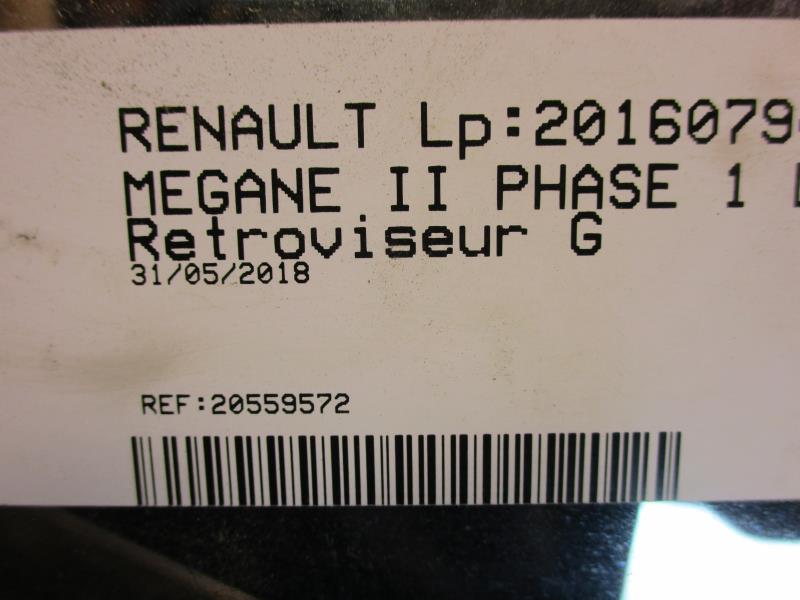 RENAULT Lp:2016079
MEGANE II PHASE 1
Retroviseur G
31/05/2018
REF:20559572